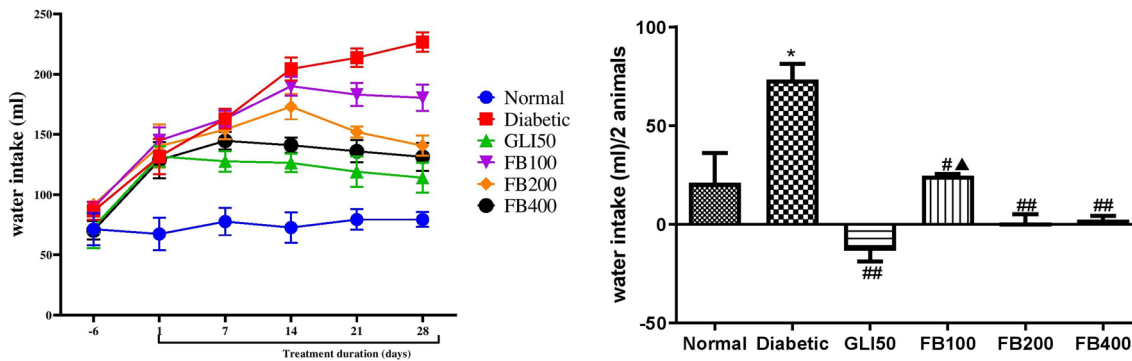 250
200
150
100
50
0
water intake (ml)
-6 1 7 14 21 28
Treatment duration (days)
Normal
Diabetic
GLI50
FB100
FB200
FB400
water intake (ml)/2 animals
100
50
0
-50
*
##
#▲
##
##
Normal Diabetic GLI50 FB100 FB200 FB400